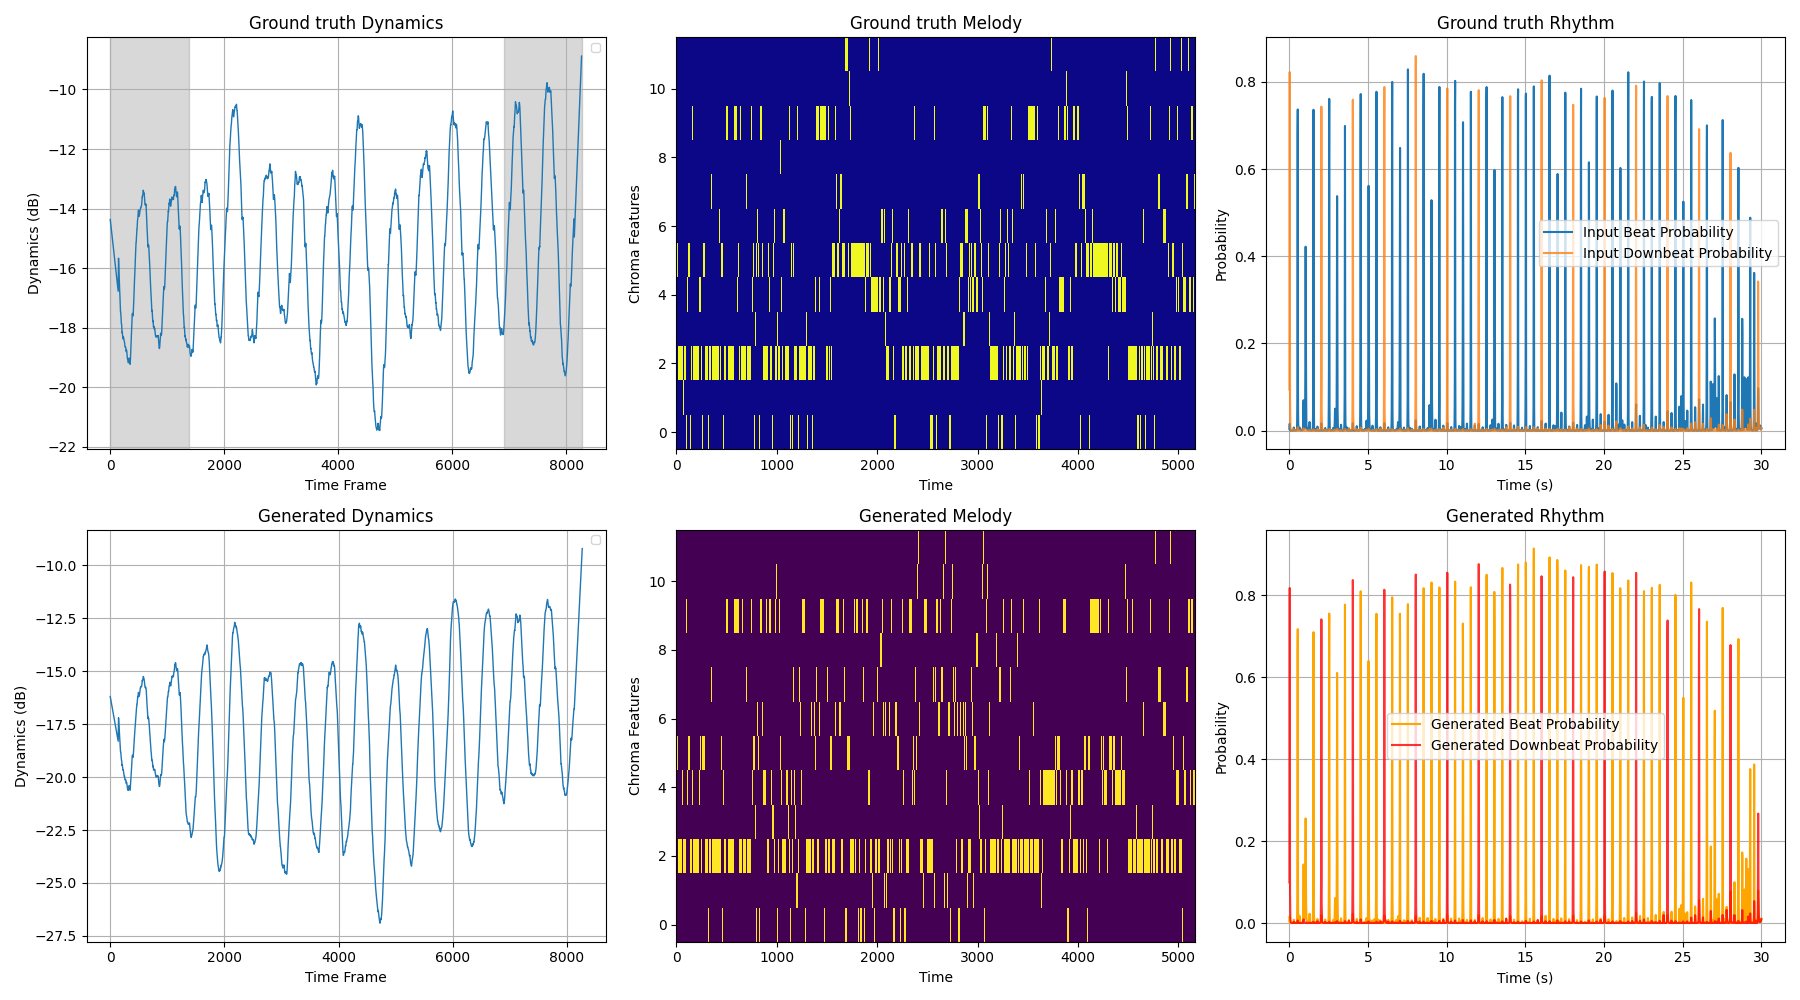 Ground truth Dynamics
Dynamics (dB)
−10
−12
−14
−16
−18
−20
−22
0 2000 4000 6000 8000
Time Frame
Ground truth Melody
Chroma Features
10
8
6
4
2
0
0 1000 2000 3000 4000 5000
Time
Ground truth Rhythm
Probability
0.8
0.6
0.4
0.2
0.0
Input Beat Probability
Input Downbeat Probability
0 5 10 15 20 25 30
Time (s)
Generated Dynamics
Dynamics (dB)
−10.0
−12.5
−15.0
−17.5
−20.0
−22.5
−25.0
−27.5
0 2000 4000 6000 8000
Time Frame
Generated Melody
Chroma Features
10
8
6
4
2
0
0 1000 2000 3000 4000 5000
Time
Generated Rhythm
Probability
0.8
0.6
0.4
0.2
0.0
Generated Beat Probability
Generated Downbeat Probability
0 5 10 15 20 25 30
Time (s)